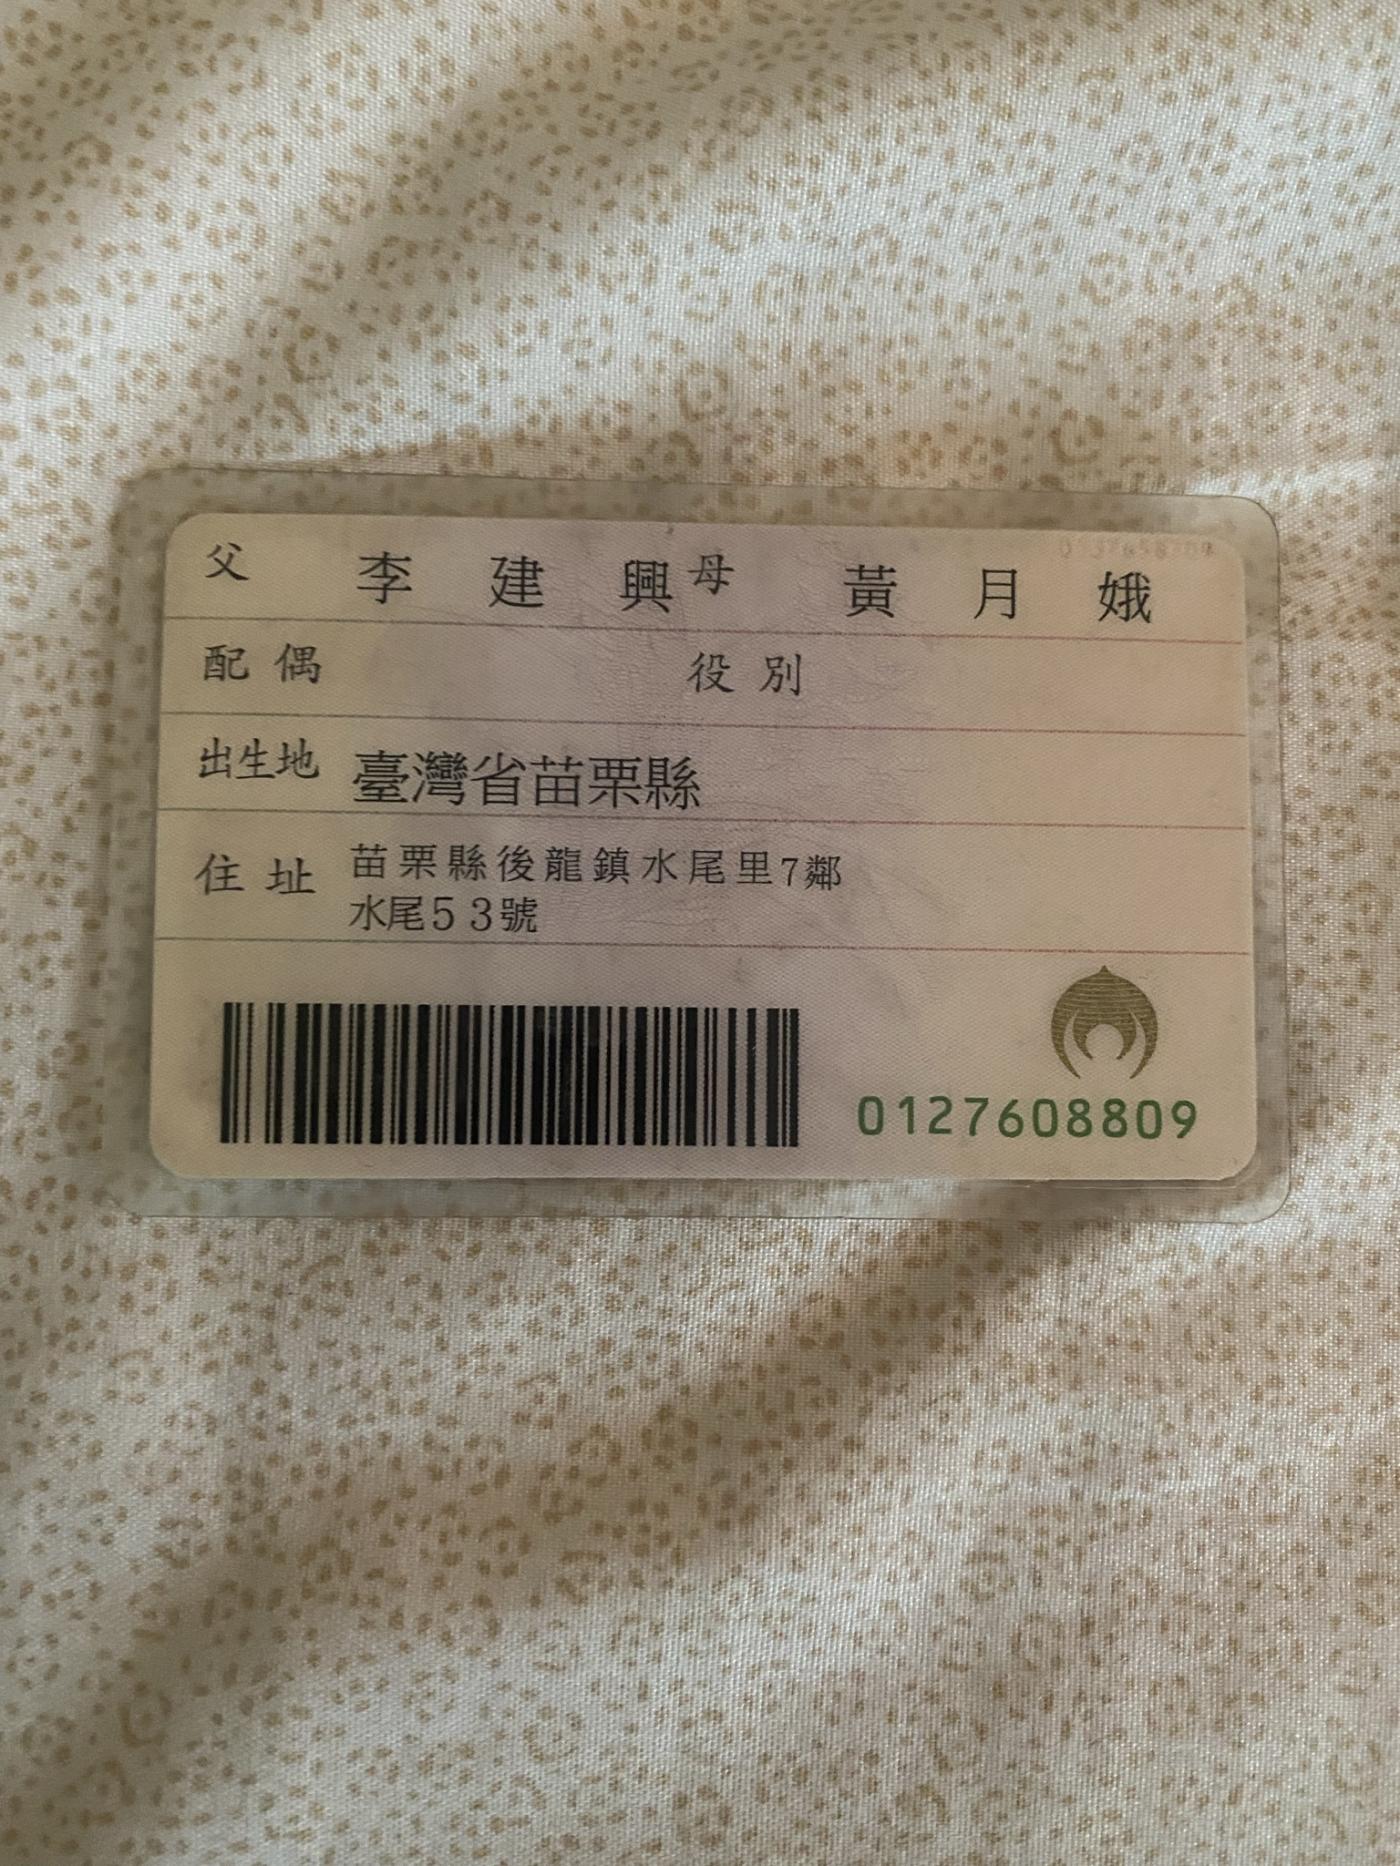 父 李建興 母 黃月娥
配偶 役別
出生地 臺灣省苗栗縣
住址 苗栗縣後龍鎮水尾里7鄰
水尾53號
0127608809